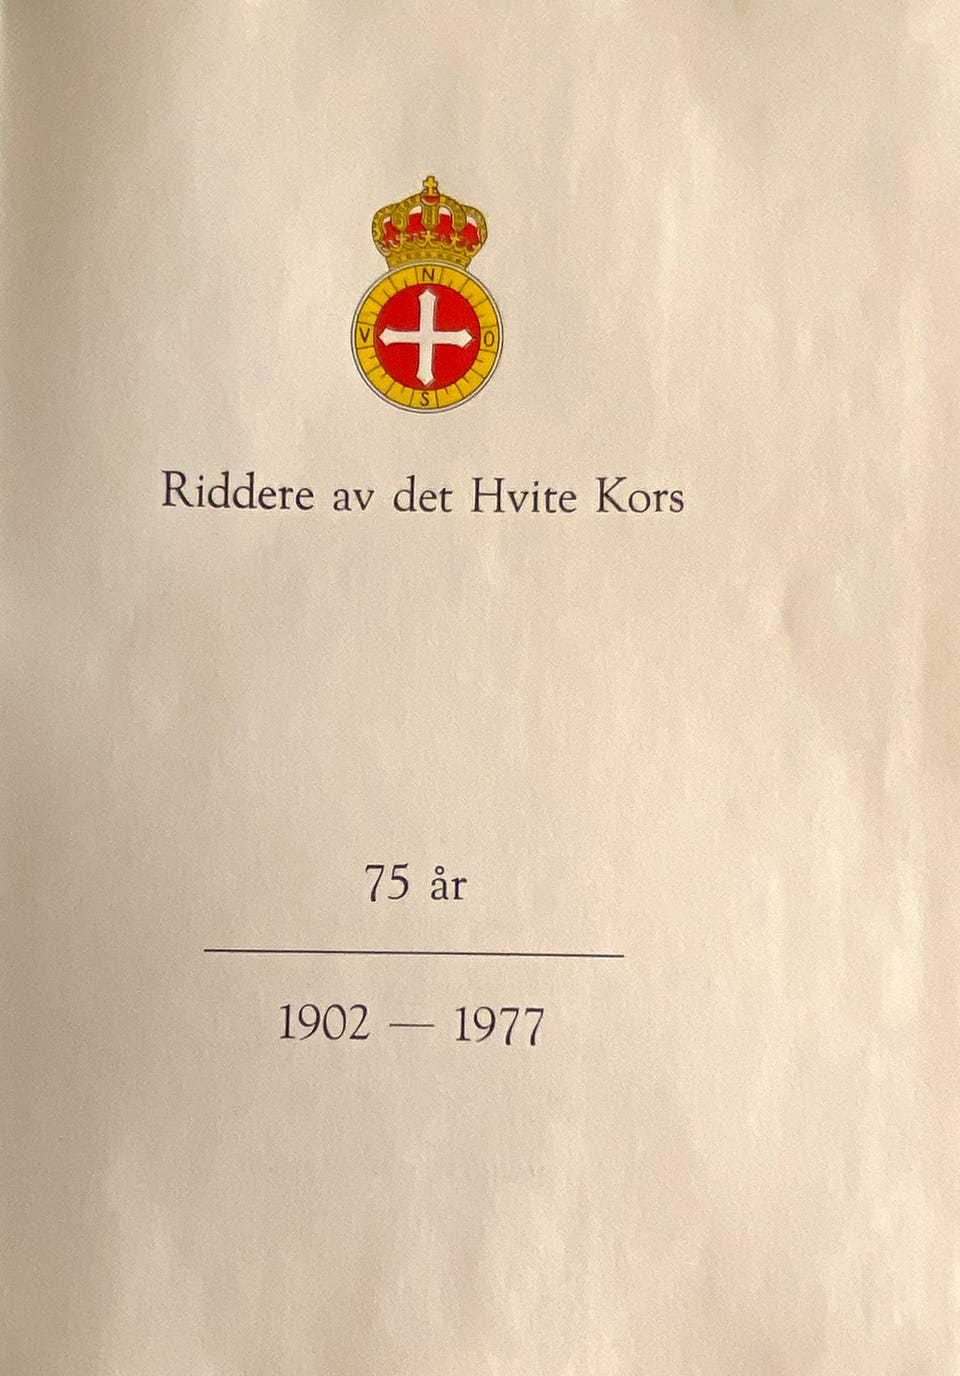 N
V O
S
Riddere av det Hvite Kors
75 år
1902 — 1977